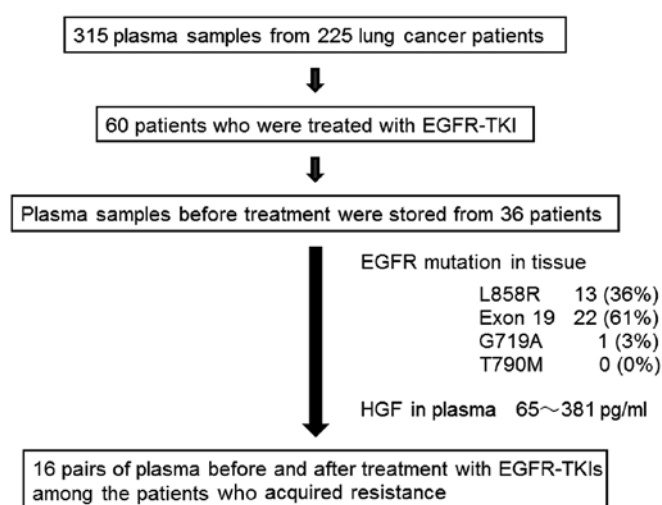 315 plasma samples from 225 lung cancer patients
60 patients who were treated with EGFR-TKI
Plasma samples before treatment were stored from 36 patients
EGFR mutation in tissue
L858R 13 (36%)
Exon 19 22 (61%)
G719A 1 (3%)
T790M 0 (0%)
HGF in plasma 65～381 pg/ml
16 pairs of plasma before and after treatment with EGFR-TKIs
among the patients who acquired resistance